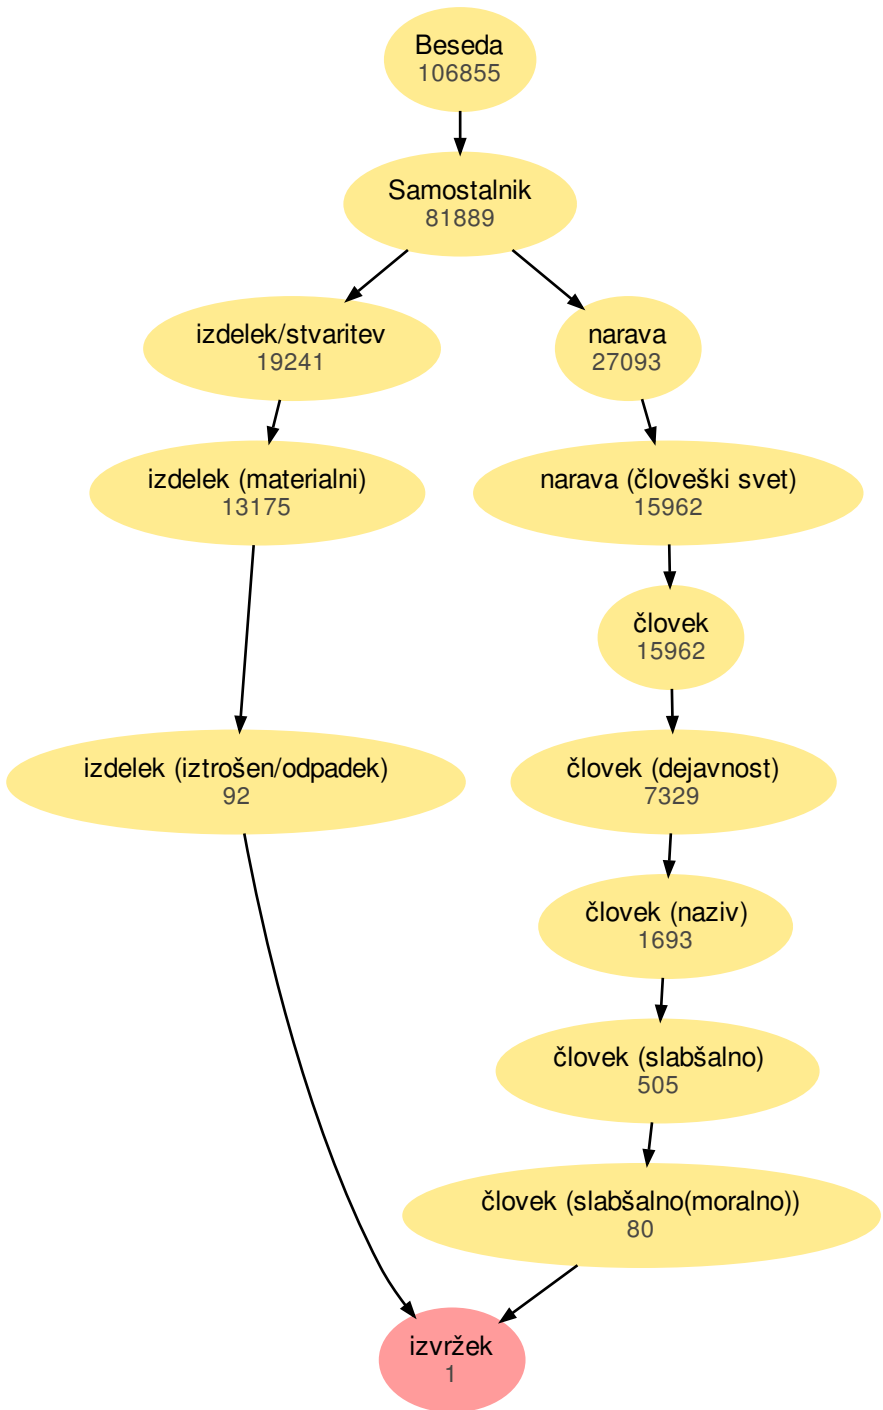 Beseda
106855
Samostalnik
81889
izdelek/stvaritev
19241
narava
27093
izdelek (materialni)
13175
narava (človeški svet)
15962
človek
15962
izdelek (iztrošen/odpadek)
92
človek (dejavnost)
7329
človek (naziv)
1693
človek (slabšalno)
505
človek (slabšalno(moralno))
80
izvržek
1